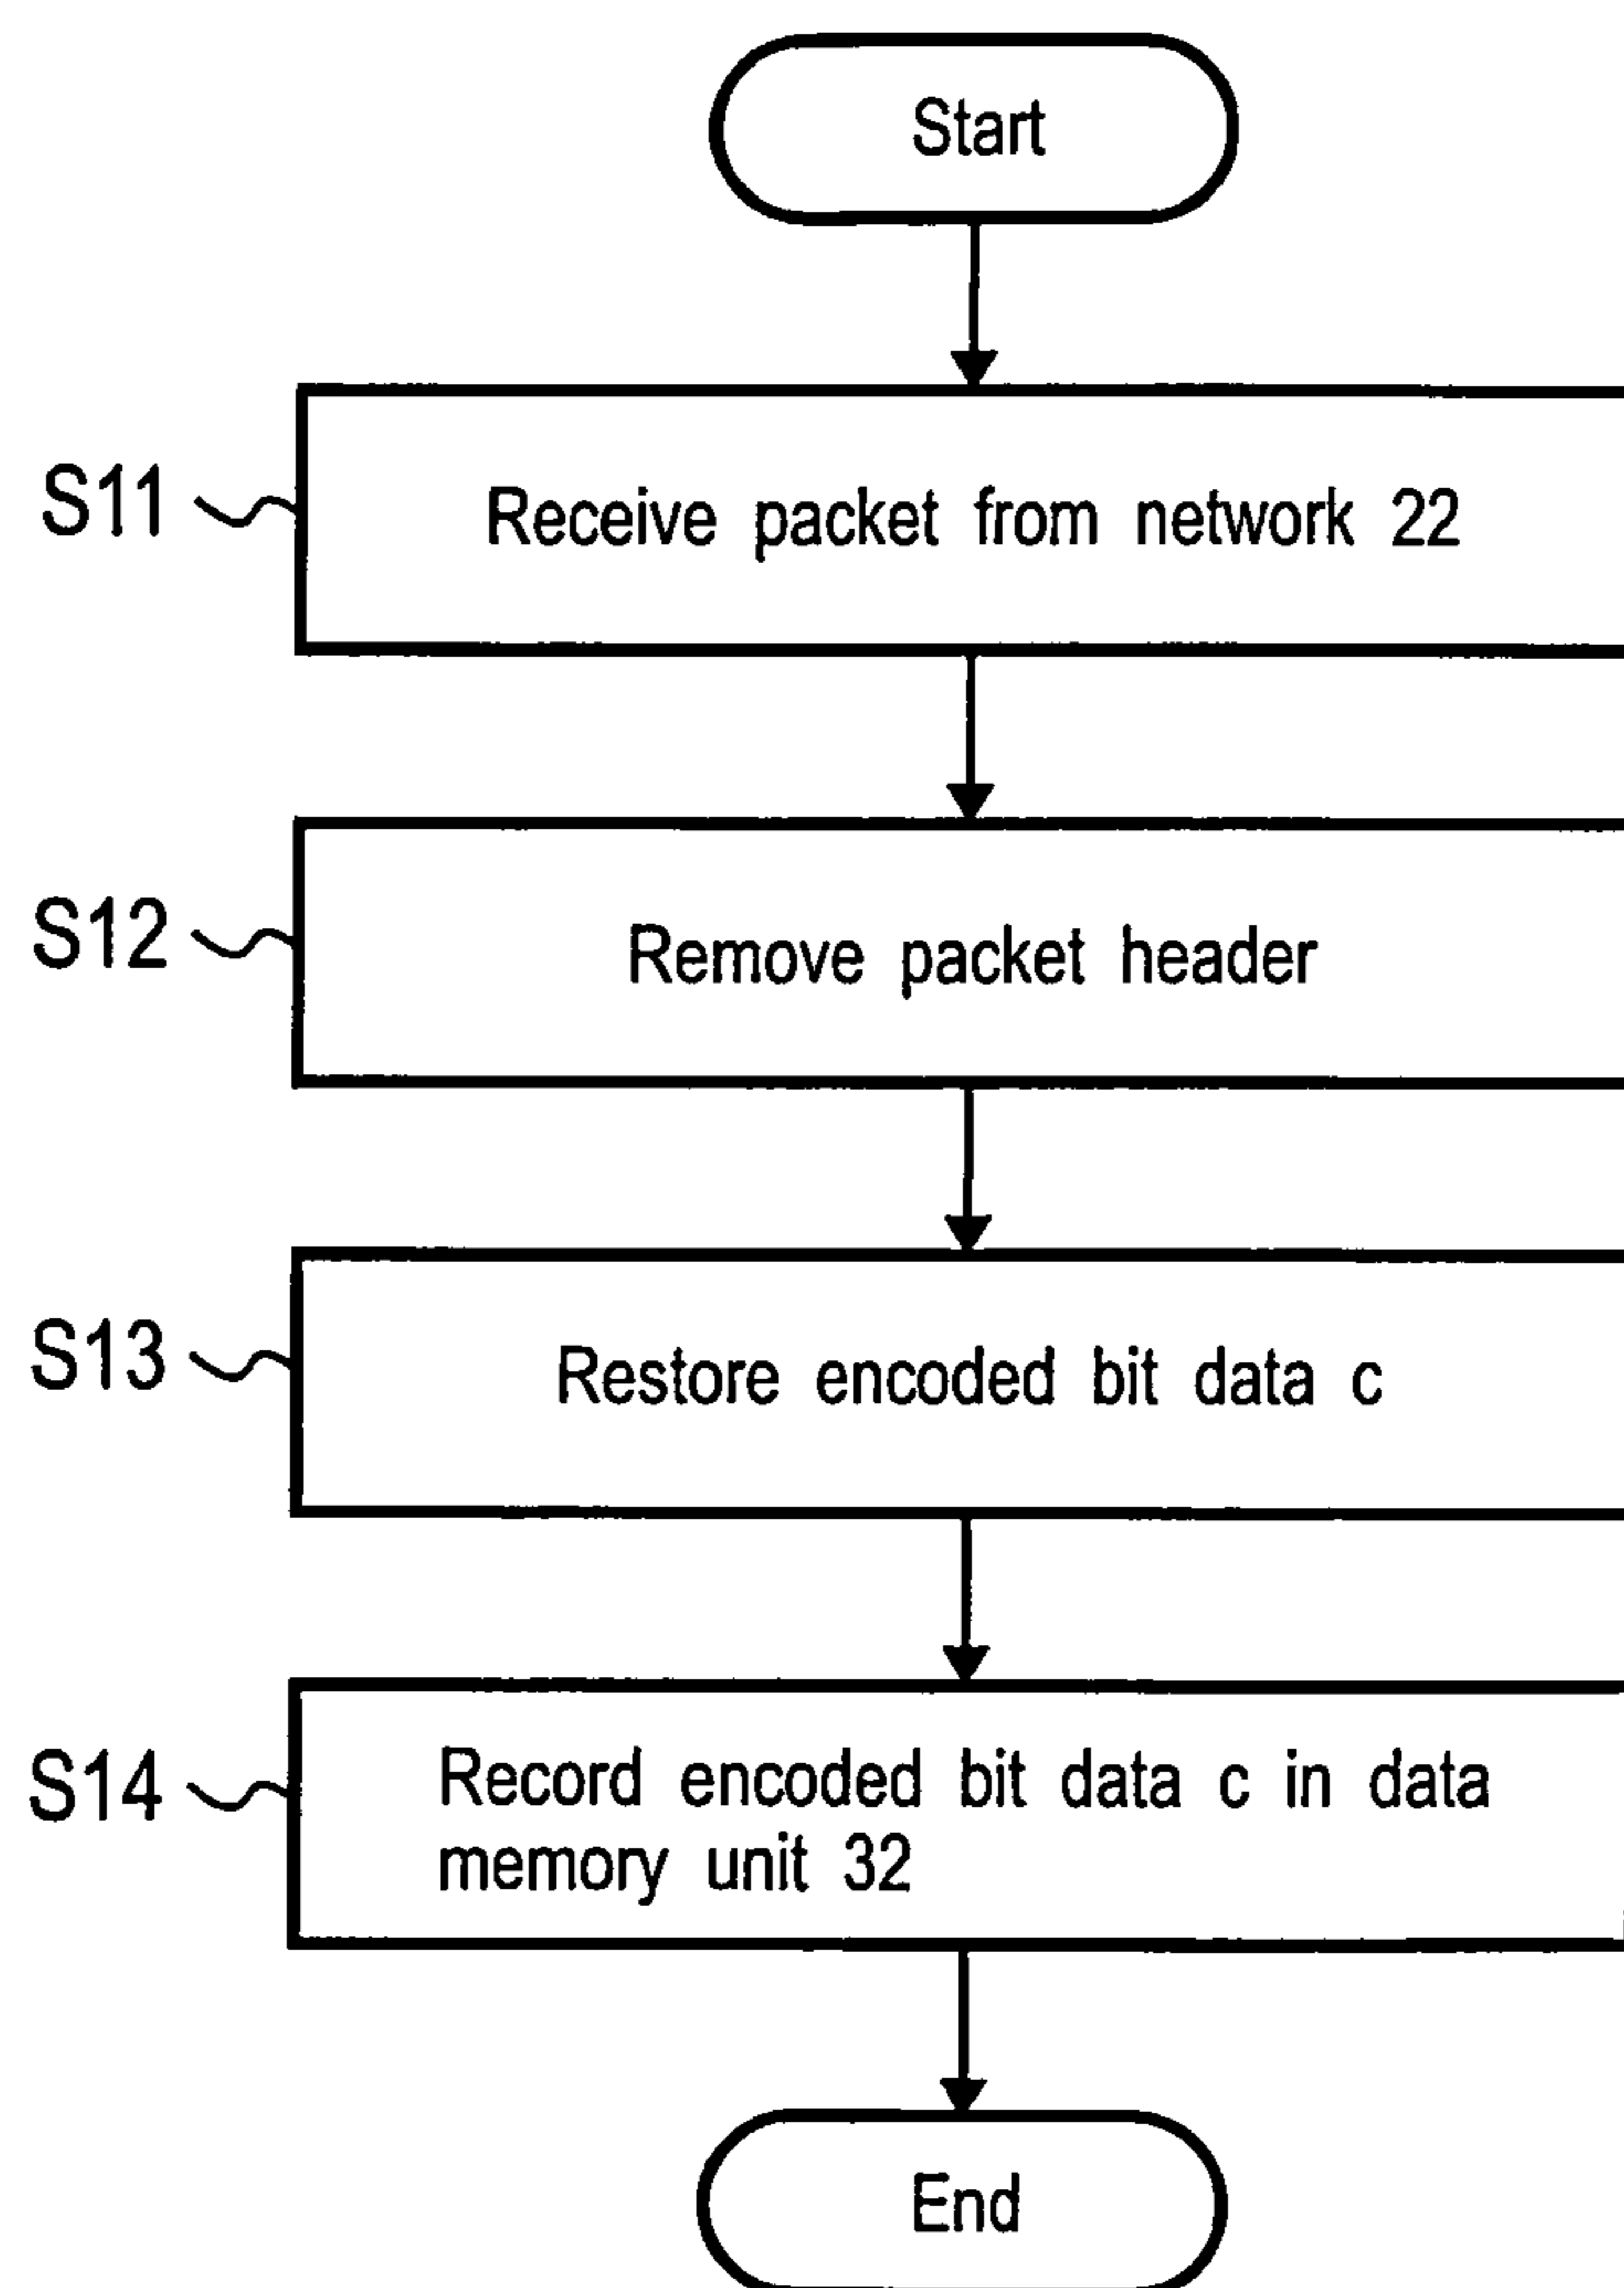 Start
S11
Receive packet from network 22
S12
Remove packet header
S13
Restore encoded bit data c
S14
Record encoded bit data c in data
memory unit 32
End